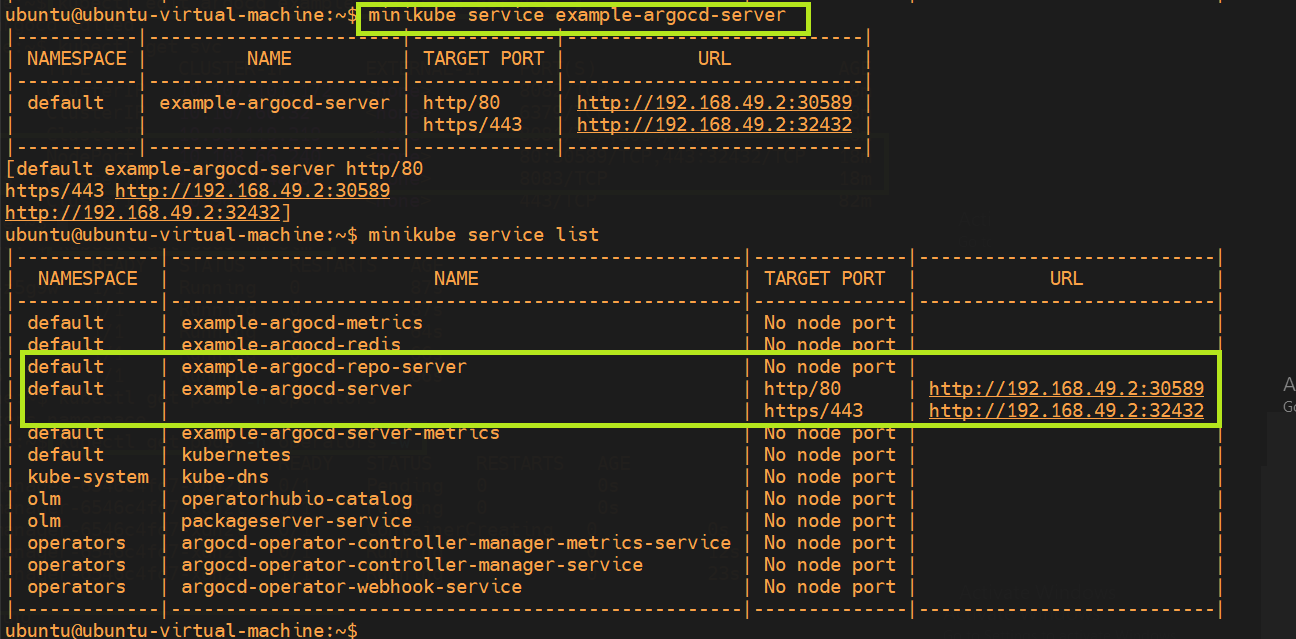 ubuntu@ubuntu-virtual-machine:~$ minikube service example-argocd-server
|-----------|-----------------------|-------------|---------------------------|
| NAMESPACE | NAME | TARGET PORT | URL |
|-----------|-----------------------|-------------|---------------------------|
| default | example-argocd-server | http/80 | http://192.168.49.2:30589 |
| | | https/443 | http://192.168.49.2:32432 |
|-----------|-----------------------|-------------|---------------------------|
[default example-argocd-server http/80
https/443 http://192.168.49.2:30589
http://192.168.49.2:32432]
ubuntu@ubuntu-virtual-machine:~$ minikube service list
|-------------|----------------------------------------------------|--------------|---------------------------|
| NAMESPACE | NAME | TARGET PORT | URL |
|-------------|----------------------------------------------------|--------------|---------------------------|
| default | example-argocd-metrics | No node port |
| default | example-argocd-redis | No node port |
| default | example-argocd-repo-server | No node port |
| default | example-argocd-server | http/80 | http://192.168.49.2:30589
| | | https/443 | http://192.168.49.2:32432
| default | example-argocd-server-metrics | No node port |
| default | kubernetes | No node port |
| kube-system | kube-dns | No node port |
| olm | operatorhubio-catalog | No node port |
| olm | packageserver-service | No node port |
| operators | argocd-operator-controller-manager-metrics-service | No node port |
| operators | argocd-operator-controller-manager-service | No node port |
| operators | argocd-operator-webhook-service | No node port |
|-------------|----------------------------------------------------|--------------|---------------------------|
ubuntu@ubuntu-virtual-machine:~$